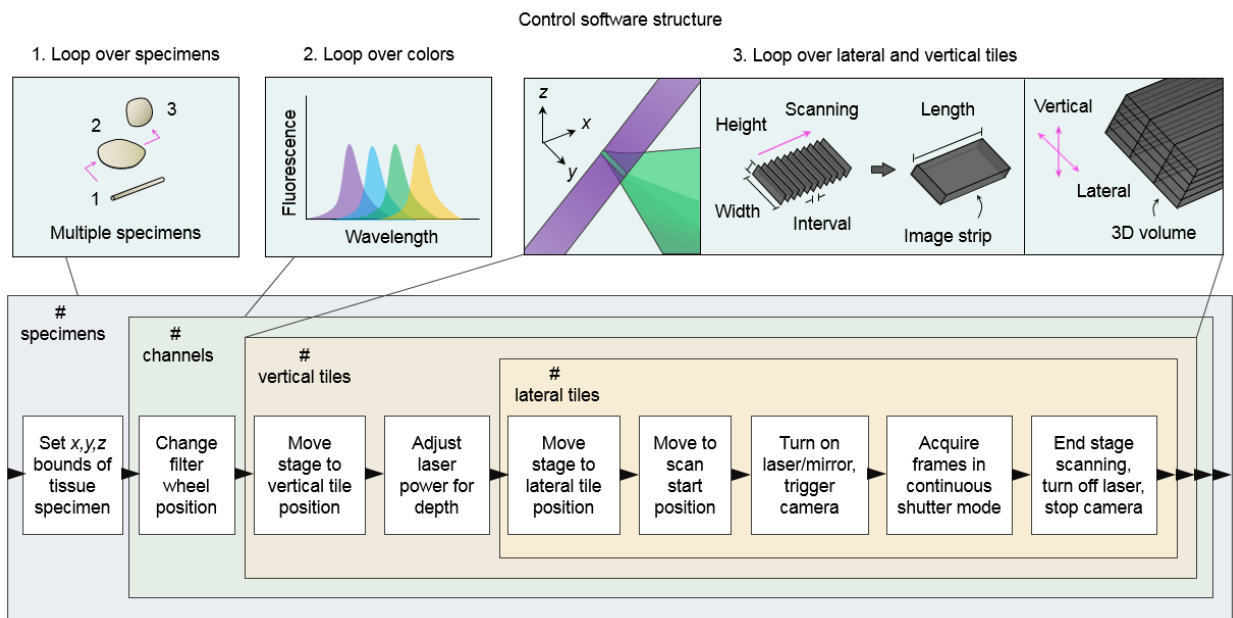 Control software structure
1. Loop over specimens
2. Loop over colors
3. Loop over lateral and vertical tiles
3
2
1
Multiple specimens
Fluorescence
Wavelength
z
x
y
Height
Scanning
Width
Interval
Length
Image strip
Vertical
Lateral
3D volume
#
specimens
#
channels
#
vertical tiles
#
lateral tiles
Set x,y,z
bounds of
tissue
specimen
Change
filter
wheel
position
Move
stage to
vertical tile
position
Adjust
laser
power for
depth
Move
stage to
lateral tile
position
Move to
scan
start
position
Turn on
laser/mirror,
trigger
camera
Acquire
frames in
continuous
shutter mode
End stage
scanning,
turn off laser,
stop camera